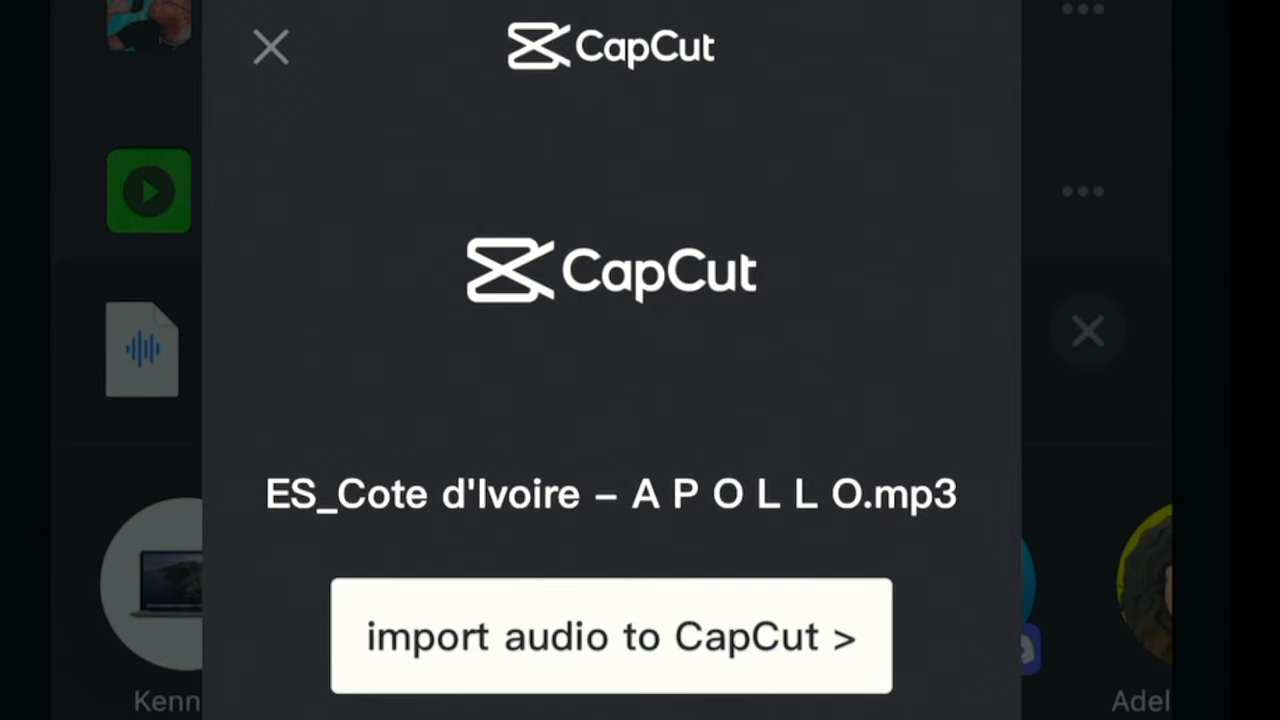 CapCut
CapCut
ES_Cote d'Ivoire – A P O L L O.mp3
import audio to CapCut >
Kenn
Adel